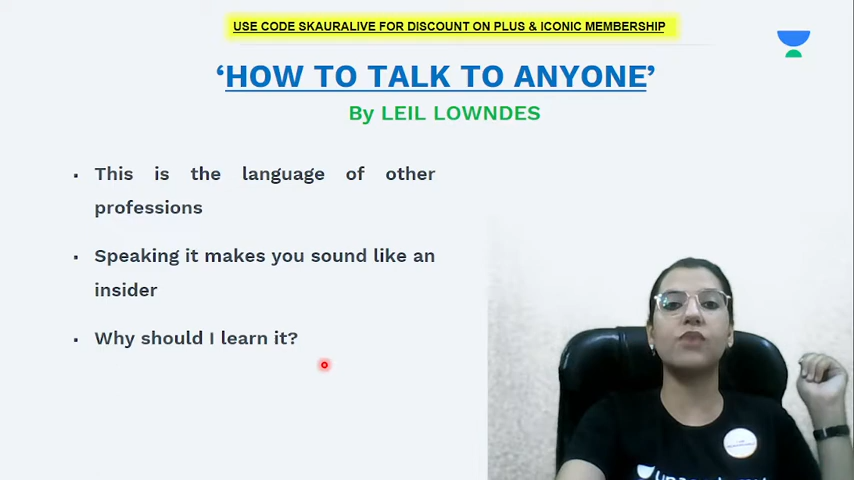 USE CODE SKAURALIVE FOR DISCOUNT ON PLUS & ICONIC MEMBERSHIP
‘HOW TO TALK TO ANYONE’
By LEIL LOWNDES
▪ This is the language of other
professions
▪ Speaking it makes you sound like an
insider
▪ Why should I learn it?